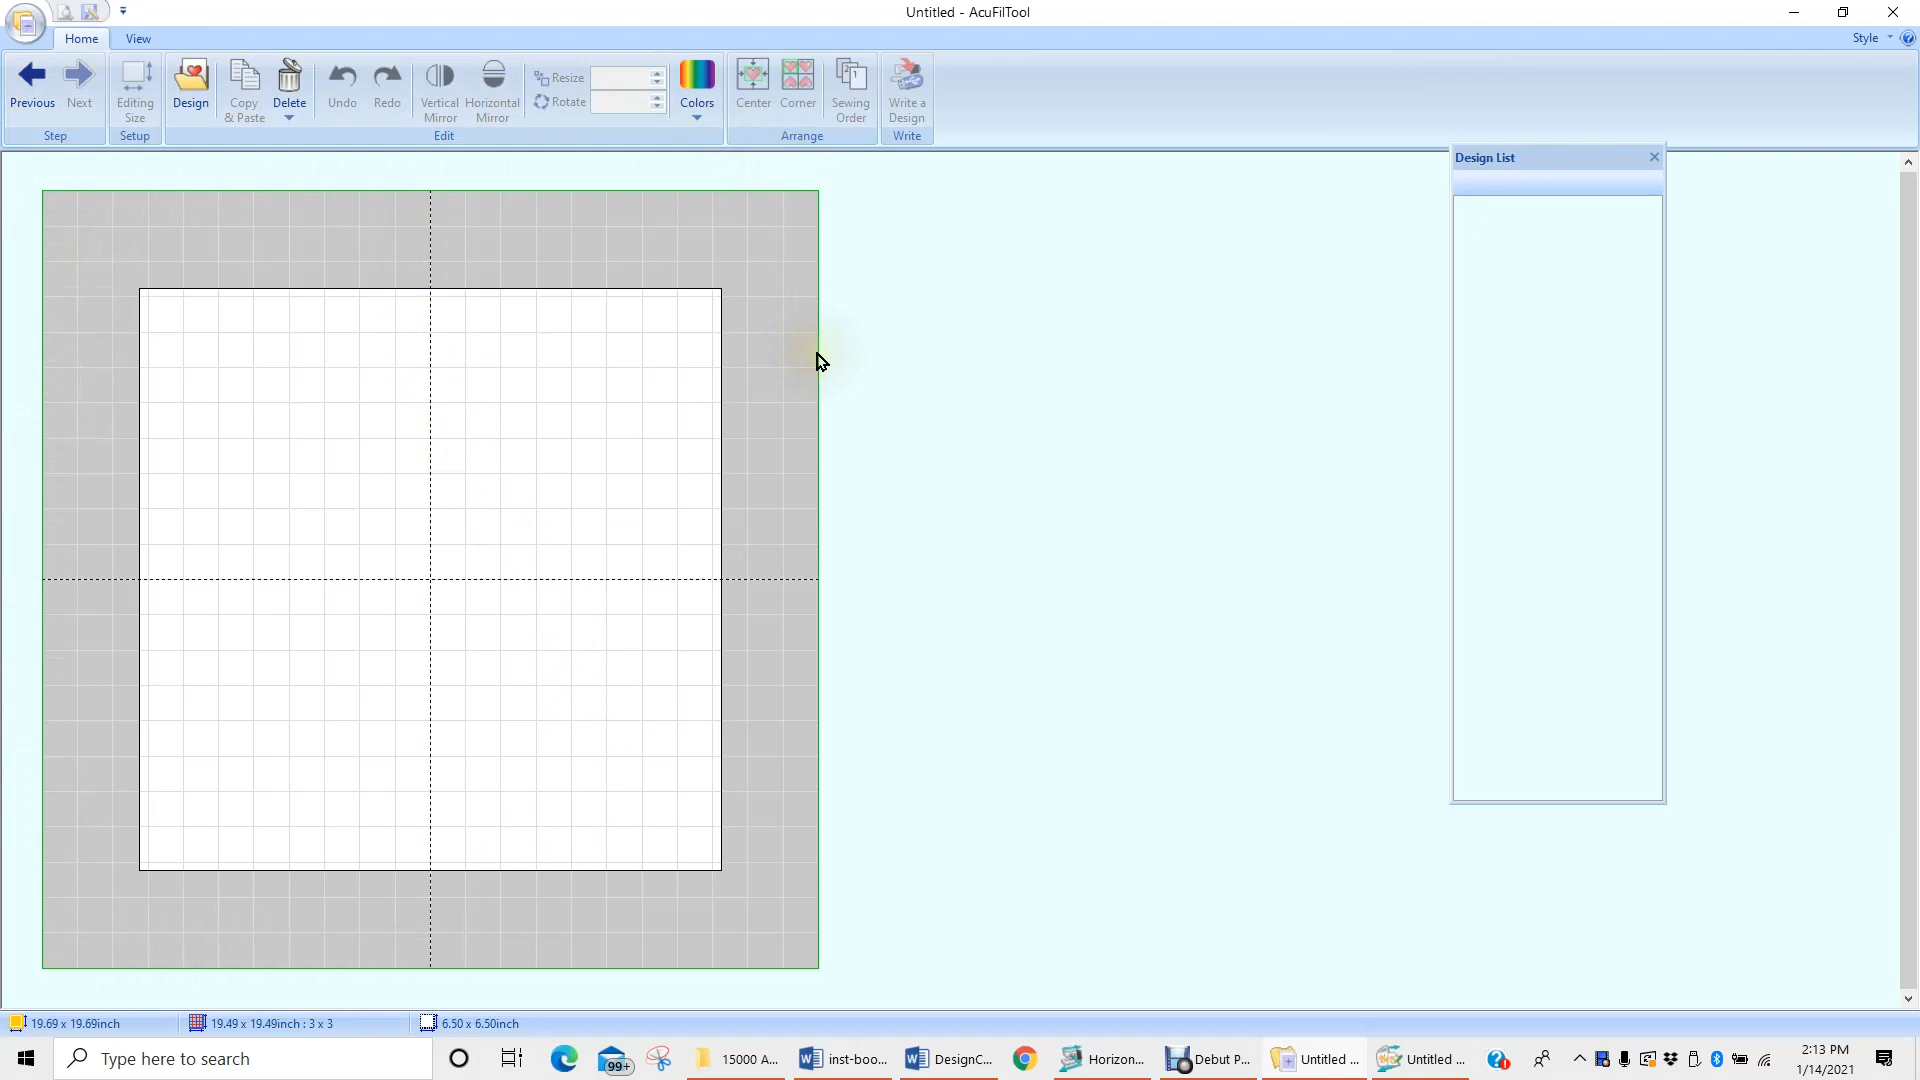 Untitled - AcuFilTool
Home View Style
Previous Next Editing Size Design Copy & Paste Delete Undo Redo Vertical Mirror Horizontal Mirror Resize Rotate Colors Center Corner Sewing Order Write a Design
Step Setup Edit Arrange Write
Design List
19.69 x 19.69inch 19.49 x 19.49inch : 3 x 3 6.50 x 6.50inch
Type here to search 99+ 15000 A... inst-boo... DesignC... Horizon... Debut P... Untitled ... Untitled ... 2:13 PM
1/14/2021